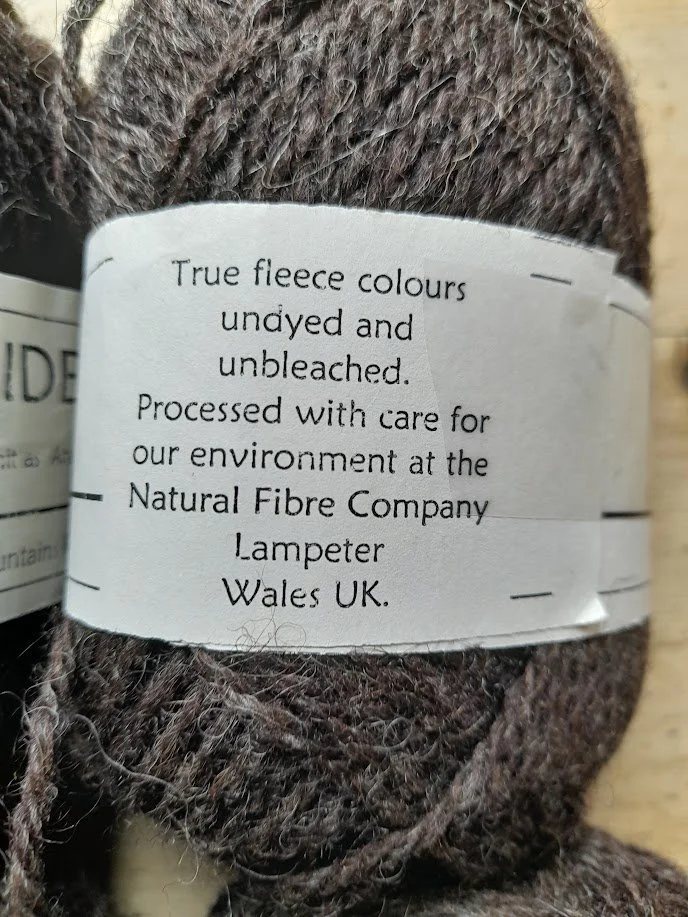 True fleece colours
undyed and
unbleached.
Processed with care for
our environment at the
Natural Fibre Company
Lampeter
Wales UK.
IDE